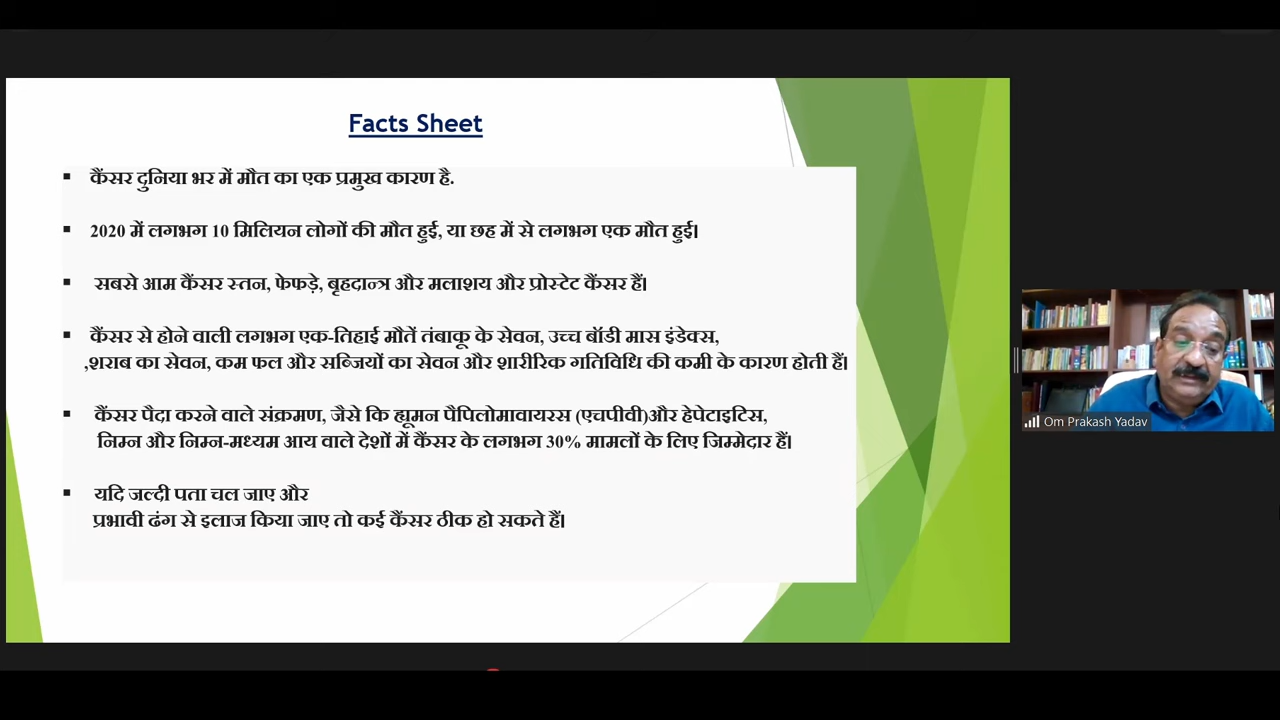 Facts Sheet
कैंसर दुनिया भर में मौत का एक प्रमुख कारण है.
2020 में लगभग 10 मिलियन लोगों की मौत हुई, या छह में से लगभग एक मौत हुई।
सबसे आम कैंसर स्तन, फेफड़े, बृहदान्त्र और मलाशय और प्रोस्टेट कैंसर हैं।
कैंसर से होने वाली लगभग एक-तिहाई मौतें तंबाकू के सेवन, उच्च बॉडी मास इंडेक्स,
,शराब का सेवन, कम फल और सब्जियों का सेवन और शारीरिक गतिविधि की कमी के कारण होती हैं।
कैंसर पैदा करने वाले संक्रमण, जैसे कि ह्यूमन पैपिलोमावायरस (एचपीवी)और हेपेटाइटिस,
निम्न और निम्न-मध्यम आय वाले देशों में कैंसर के लगभग 30% मामलों के लिए जिम्मेदार हैं।
यदि जल्दी पता चल जाए और
प्रभावी ढंग से इलाज किया जाए तो कई कैंसर ठीक हो सकते हैं।
Om Prakash Yadav